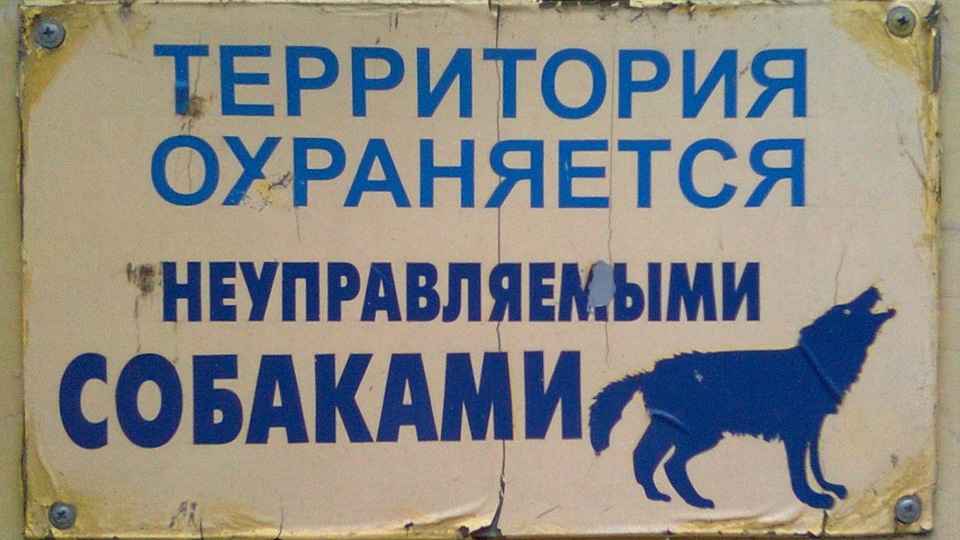 ТЕРРИТОРИЯ
ОХРАНЯЕТСЯ
НЕУПРАВЛЯЕМЫМИ
СОБАКАМИ